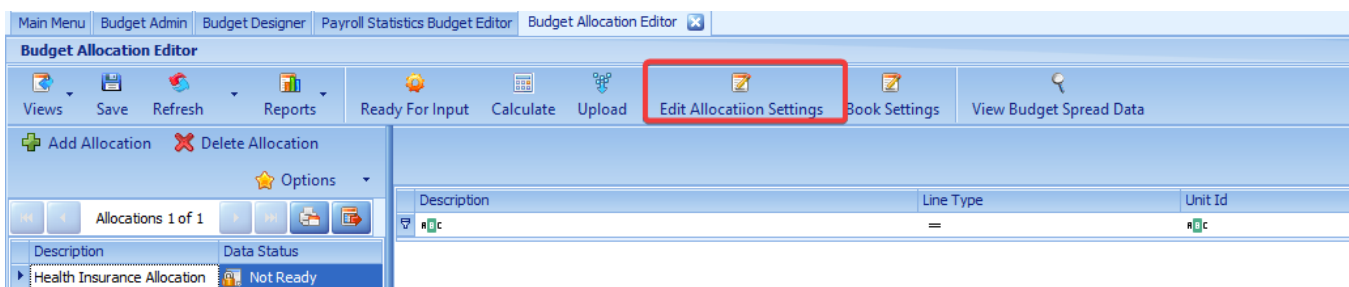 Main Menu Budget Admin Budget Designer Payroll Statistics Budget Editor Budget Allocation Editor
Budget Allocation Editor
Views Save Refresh Reports Ready For Input Calculate Upload Edit Allocatiion Settings Book Settings View Budget Spread Data
Add Allocation Delete Allocation
Options
Description Line Type Unit Id
Allocations 1 of 1
ABC = ABC
Description Data Status
Health Insurance Allocation Not Ready